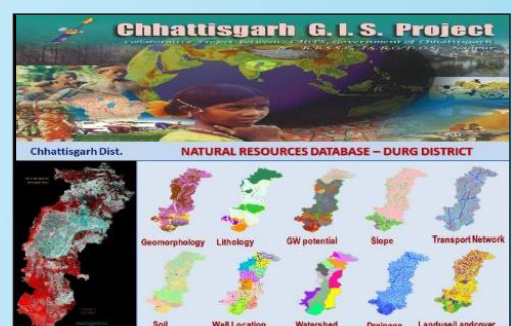 Chhattisgarh G. I. S. Project
Chhattisgarh Dist.
NATURAL RESOURCES DATABASE – DURG DISTRICT
Geomorphology
Lithology
GW potential
Slope
Transport Network
Soil
Well Location
Watershed
Drainage
Landuse/Landcover